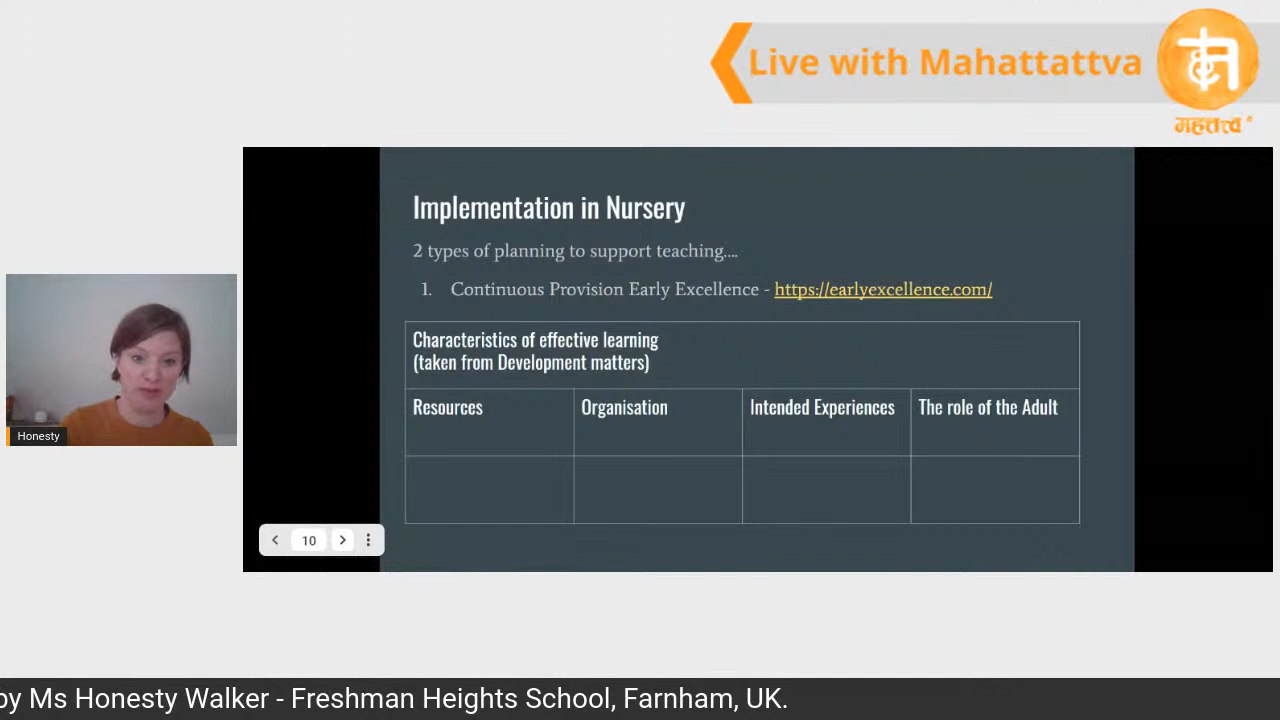 Live with Mahattattva
महत्तत्त्व
Implementation in Nursery
2 types of planning to support teaching....
1. Continuous Provision Early Excellence - https://earlyexcellence.com/
Characteristics of effective learning
(taken from Development matters)
Resources Organisation Intended Experiences The role of the Adult
Honesty
10
by Ms Honesty Walker - Freshman Heights School, Farnham, UK.